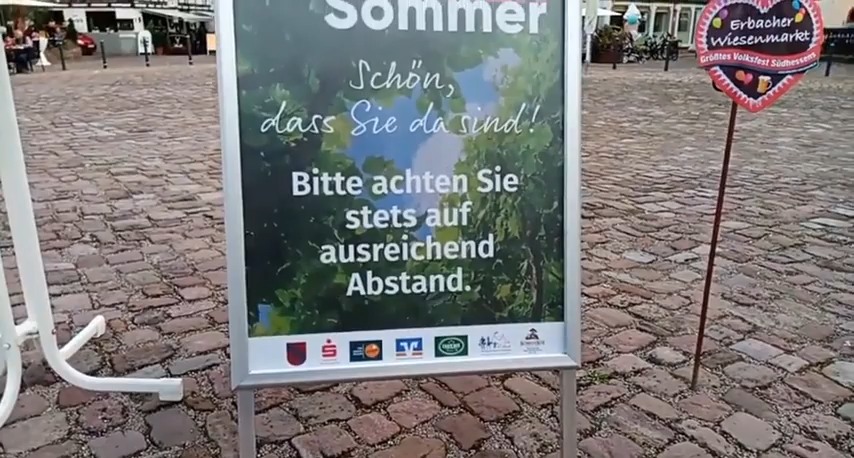 Sommer
Schön,
dass Sie da sind!
Bitte achten Sie
stets auf
ausreichend
Abstand.
Erbacher
Wiesenmarkt
Größtes Volksfest Südhessens